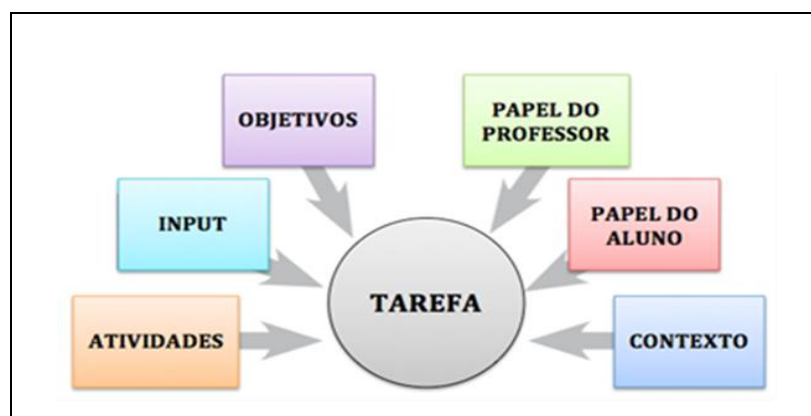 OBJETIVOS
PAPEL DO
PROFESSOR
INPUT
PAPEL DO
ALUNO
TAREFA
ATIVIDADES
CONTEXTO